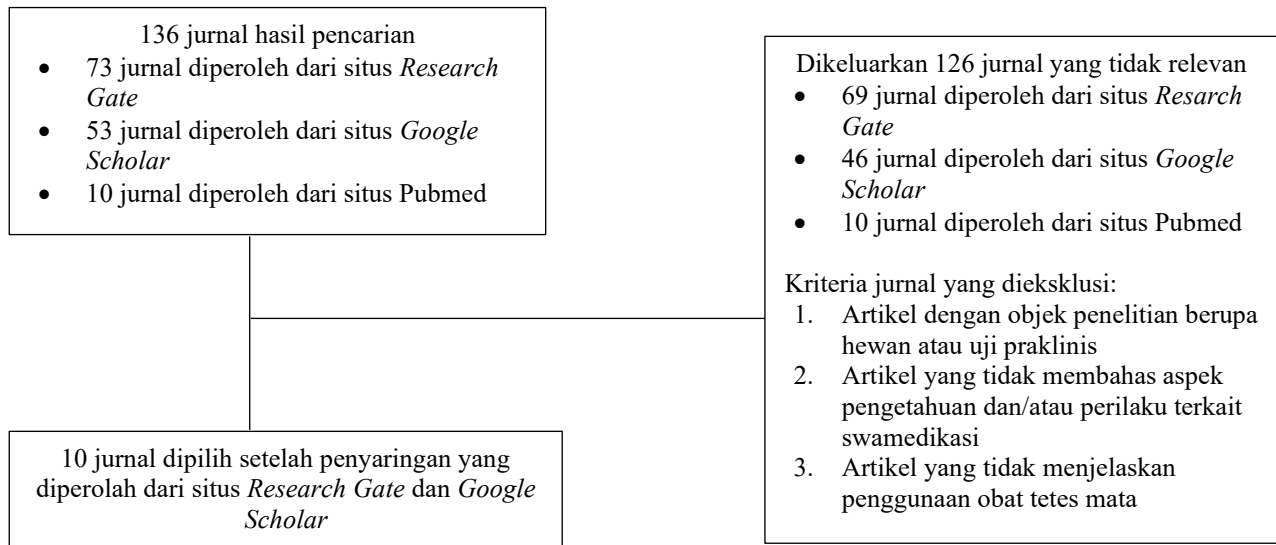 136 jurnal hasil pencarian
• 73 jurnal diperoleh dari situs Research
Gate
• 53 jurnal diperoleh dari situs Google
Scholar
• 10 jurnal diperoleh dari situs Pubmed
Dikeluarkan 126 jurnal yang tidak relevan
• 69 jurnal diperoleh dari situs Resarch
Gate
• 46 jurnal diperoleh dari situs Google
Scholar
• 10 jurnal diperoleh dari situs Pubmed
Kriteria jurnal yang dieksklusi:
1. Artikel dengan objek penelitian berupa
hewan atau uji praklinis
2. Artikel yang tidak membahas aspek
pengetahuan dan/atau perilaku terkait
swamedikasi
3. Artikel yang tidak menjelaskan
penggunaan obat tetes mata
10 jurnal dipilih setelah penyaringan yang
diperolah dari situs Research Gate dan Google
Scholar